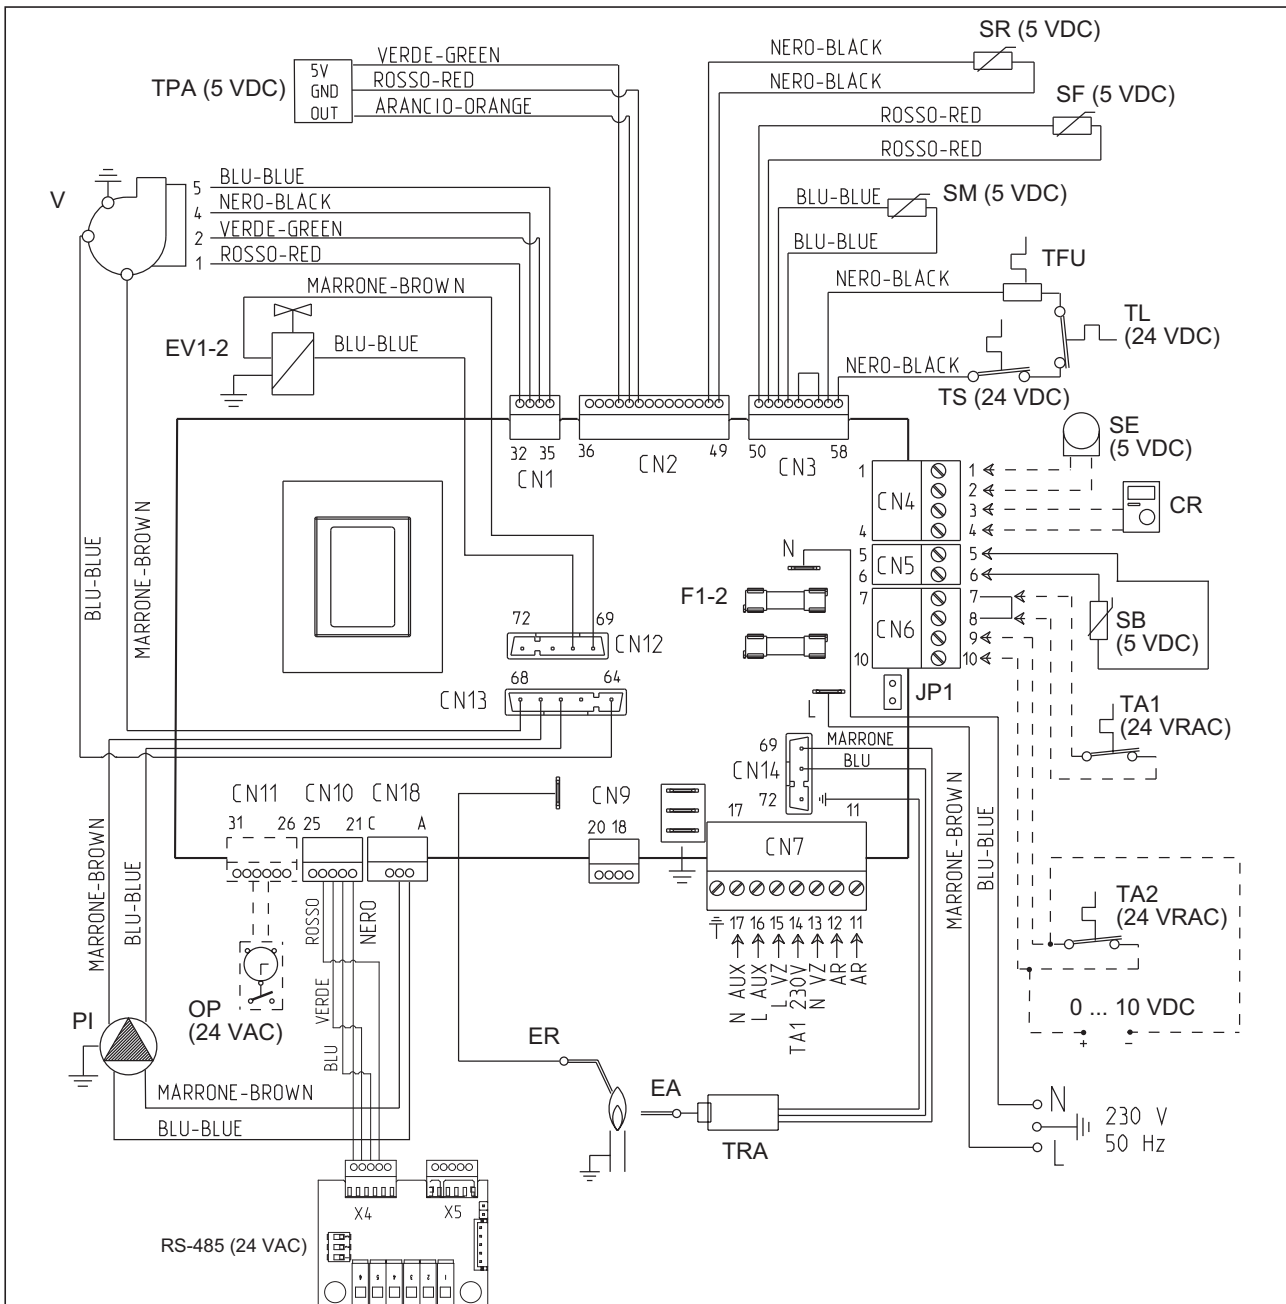 SR (5 VDC)
VERDE-GREEN
NERO-BLACK
5V
TPA (5 VDC)
GND
ROSSO-RED
NERO-BLACK
OUT
ARANCIO-ORANGE
SF (5 VDC)
ROSSO-RED
ROSSO-RED
V
5
BLU-BLUE
4
NERO-BLACK
2
VERDE-GREEN
1
ROSSO-RED
BLU-BLUE
SM (5 VDC)
BLU-BLUE
TFU
MARRONE-BROWN
NERO-BLACK
TL
(24 VDC)
EV1-2
BLU-BLUE
NERO-BLACK
TS (24 VDC)
32 35
CN1
36 49
CN2
50 58
CN3
SE
(5 VDC)
1
CN4
4
1
2
3
4
CR
5
CN5
6
5
6
7
CN6
10
7
8
9
10
SB
(5 VDC)
N
F1-2
BLU-BLUE
MARRONE-BROWN
72 69
CN12
68 64
CN13
JP1
L
TA1
(24 VRAC)
69
MARRONE
CN14
BLU
72
CN11
31 26
CN10
25 21
CN18
C A
CN9
20 18
17 11
CN7
MARRONE-BROWN
BLU-BLUE
MARRONE-BROWN
BLU-BLUE
ROSSO
NERO
VERDE
BLU
17 16 15 14 13 12 11
N AUX
L AUX
L VZ
TA1 230V
N VZ
AR
AR
TA2
(24 VRAC)
OP
(24 VAC)
PI
0 ... 10 VDC
+ -
ER
EA
TRA
MARRONE-BROWN
BLU-BLUE
N
230 V
50 Hz
L
X4
X5
RS-485 (24 VAC)
6 5 4 3 2 1